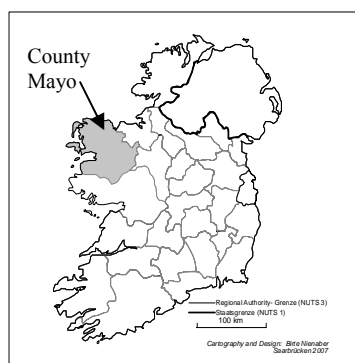 County
Mayo
Regional Authority- Grenze (NUTS 3)
Staatsgrenze (NUTS 1)
100 km
Cartography and Design: Birte Nienaber
Saarbrücken 2007